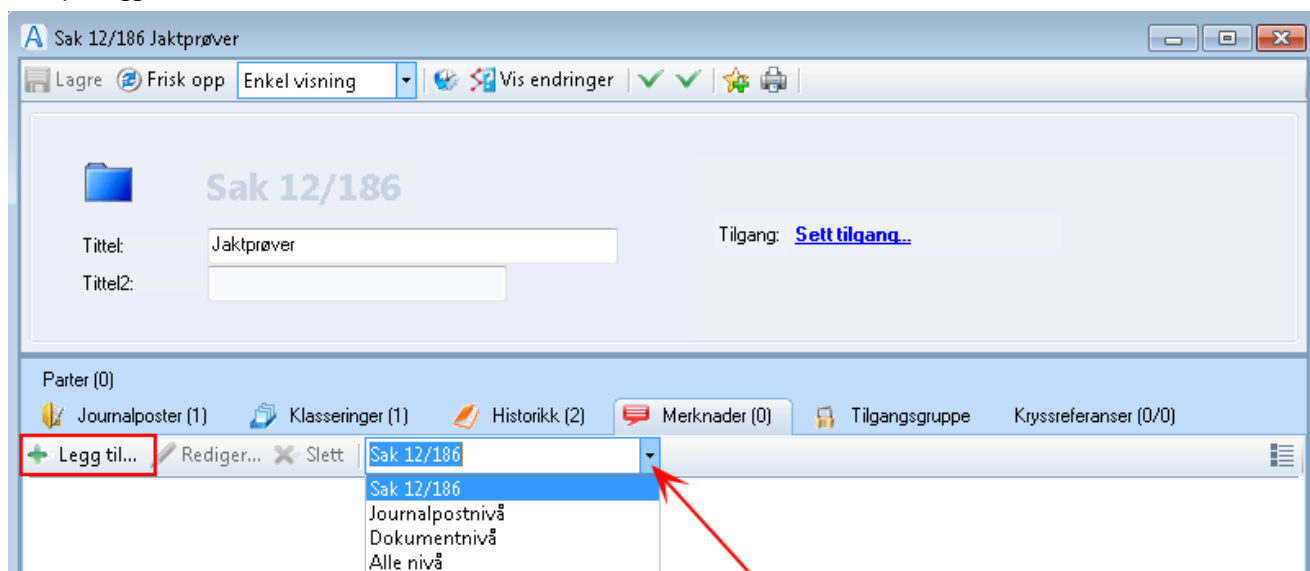 Sak 12/186 Jaktprøver
Lagre Frisk opp Enkel visning Vis endringer
Sak 12/186
Tittel: Jaktprøver Tilgang: Sett tilgang...
Tittel2:
Parter (0)
Journalposter (1) Klasseringer (1) Historikk (2) Merknader (0) Tilgangsgruppe Kryssreferanser (0/0)
Legg til... Rediger... Slett Sak 12/186
Sak 12/186
Journalpostnivå
Dokumentnivå
Alle nivå